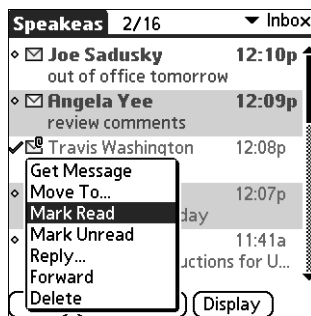 Speakeas 2/16 Inbox
Joe Sadusky 12:10p
out of office tomorrow
Angela Yee 12:09p
review comments
Travis Washington 12:08p
Get Message
Move To... 12:07p
Mark Read day
Mark Unread 11:41a
Reply... uctions for U...
Forward
Delete Display